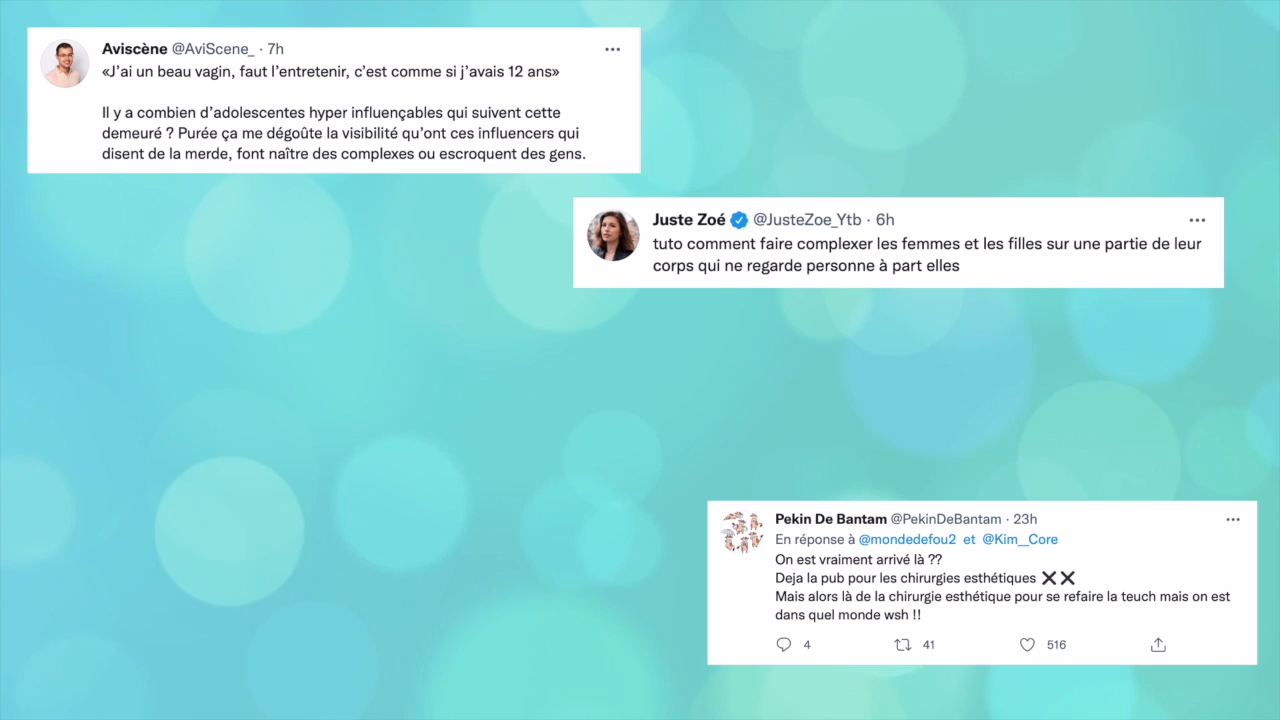 Aviscène @AviScene_ · 7h
«J'ai un beau vagin, faut l'entretenir, c'est comme si j'avais 12 ans»
Il y a combien d'adolescentes hyper influençables qui suivent cette
demeuré ? Purée ça me dégoûte la visibilité qu'ont ces influencers qui
disent de la merde, font naître des complexes ou escroquent des gens.
Juste Zoé @JusteZoe_Ytb · 6h
tuto comment faire complexer les femmes et les filles sur une partie de leur
corps qui ne regarde personne à part elles
Pekin De Bantam @PekinDeBantam · 23h
En réponse à @mondedefou2 et @Kim__Core
On est vraiment arrivé là ??
Deja la pub pour les chirurgies esthétiques ❌❌
Mais alors là de la chirurgie esthétique pour se refaire la teuch mais on est
dans quel monde wsh !!
4 41 516